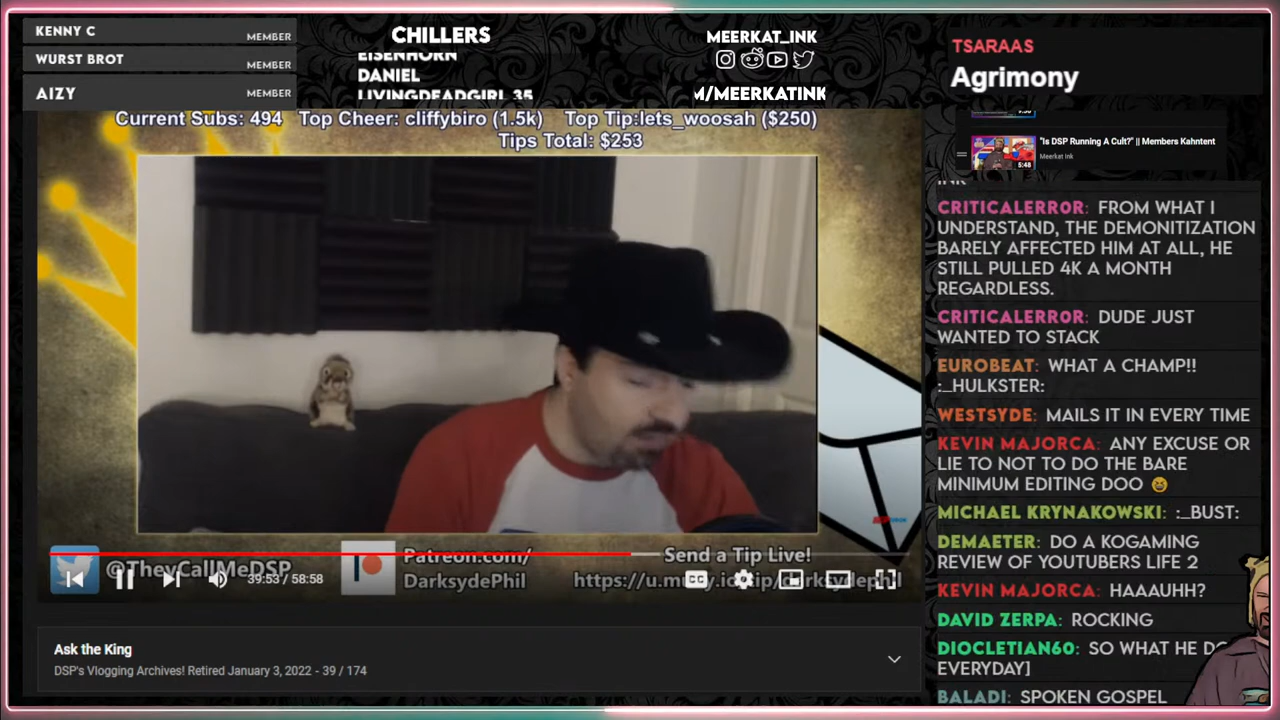 KENNY C
MEMBER
WURST BROT
MEMBER
AIZY
MEMBER
CHILLERS
EISENHORN
DANIEL
LIVINGDEADGIRL 35
MEERKAT_INK
M/MEERKATINK
TSARAAS
Agrimony
Current Subs: 494 Top Cheer: cliffybiro (1.5k) Top Tip:lets_woosah ($250)
Tips Total: $253
"Is DSP Running A Cult?" || Members Kahntent
Meerkat Ink
5:48
CRITICALERROR: FROM WHAT I
UNDERSTAND, THE DEMONITIZATION
BARELY AFFECTED HIM AT ALL, HE
STILL PULLED 4K A MONTH
REGARDLESS.
CRITICALERROR: DUDE JUST
WANTED TO STACK
EUROBEAT: WHAT A CHAMP!!
:_HULKSTER:
WESTSYDE: MAILS IT IN EVERY TIME
KEVIN MAJORCA: ANY EXCUSE OR
LIE TO NOT TO DO THE BARE
MINIMUM EDITING DOO 😆
MICHAEL KRYNAKOWSKI: :_BUST:
DEMAETER: DO A KOGAMING
REVIEW OF YOUTUBERS LIFE 2
KEVIN MAJORCA: HAAAUHH?
DAVID ZERPA: ROCKING
DIOCLETIAN60: SO WHAT HE DO
EVERYDAY]
BALADI: SPOKEN GOSPEL
@TheyCallMeDSP
39:53 / 58:58
Patreon.com/
DarksydePhil
Send a Tip Live!
CC
Ask the King
DSP's Vlogging Archives! Retired January 3, 2022 - 39 / 174